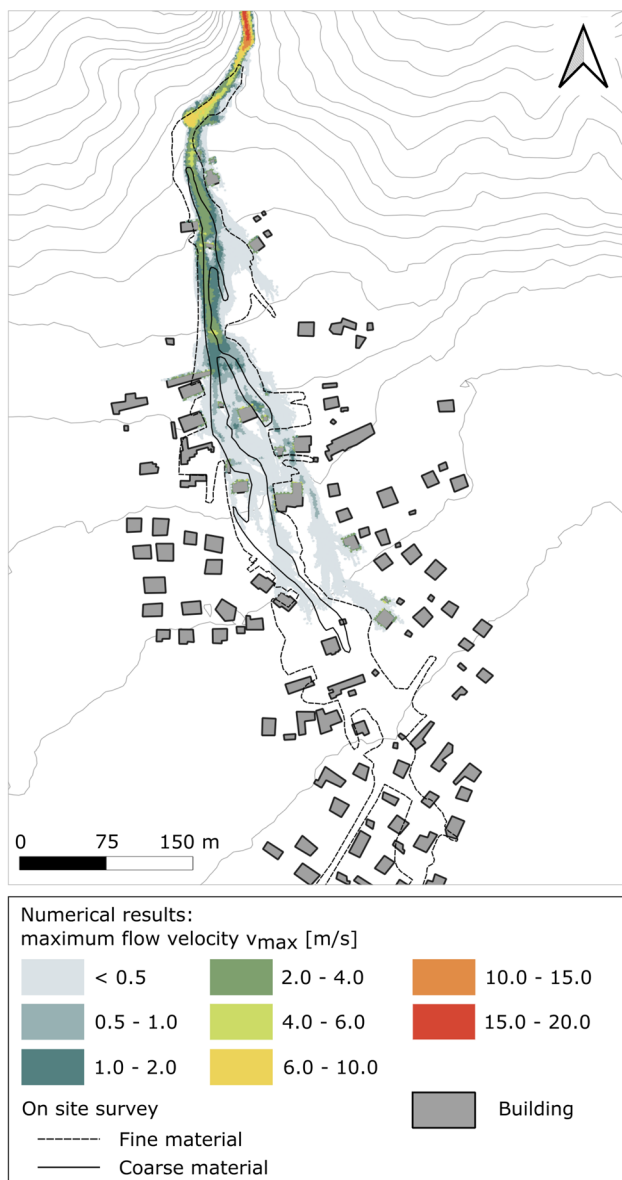 0 75 150 m
Numerical results:
maximum flow velocity vmax [m/s]
< 0.5 2.0 - 4.0 10.0 - 15.0
0.5 - 1.0 4.0 - 6.0 15.0 - 20.0
1.0 - 2.0 6.0 - 10.0
On site survey Building
Fine material
Coarse material